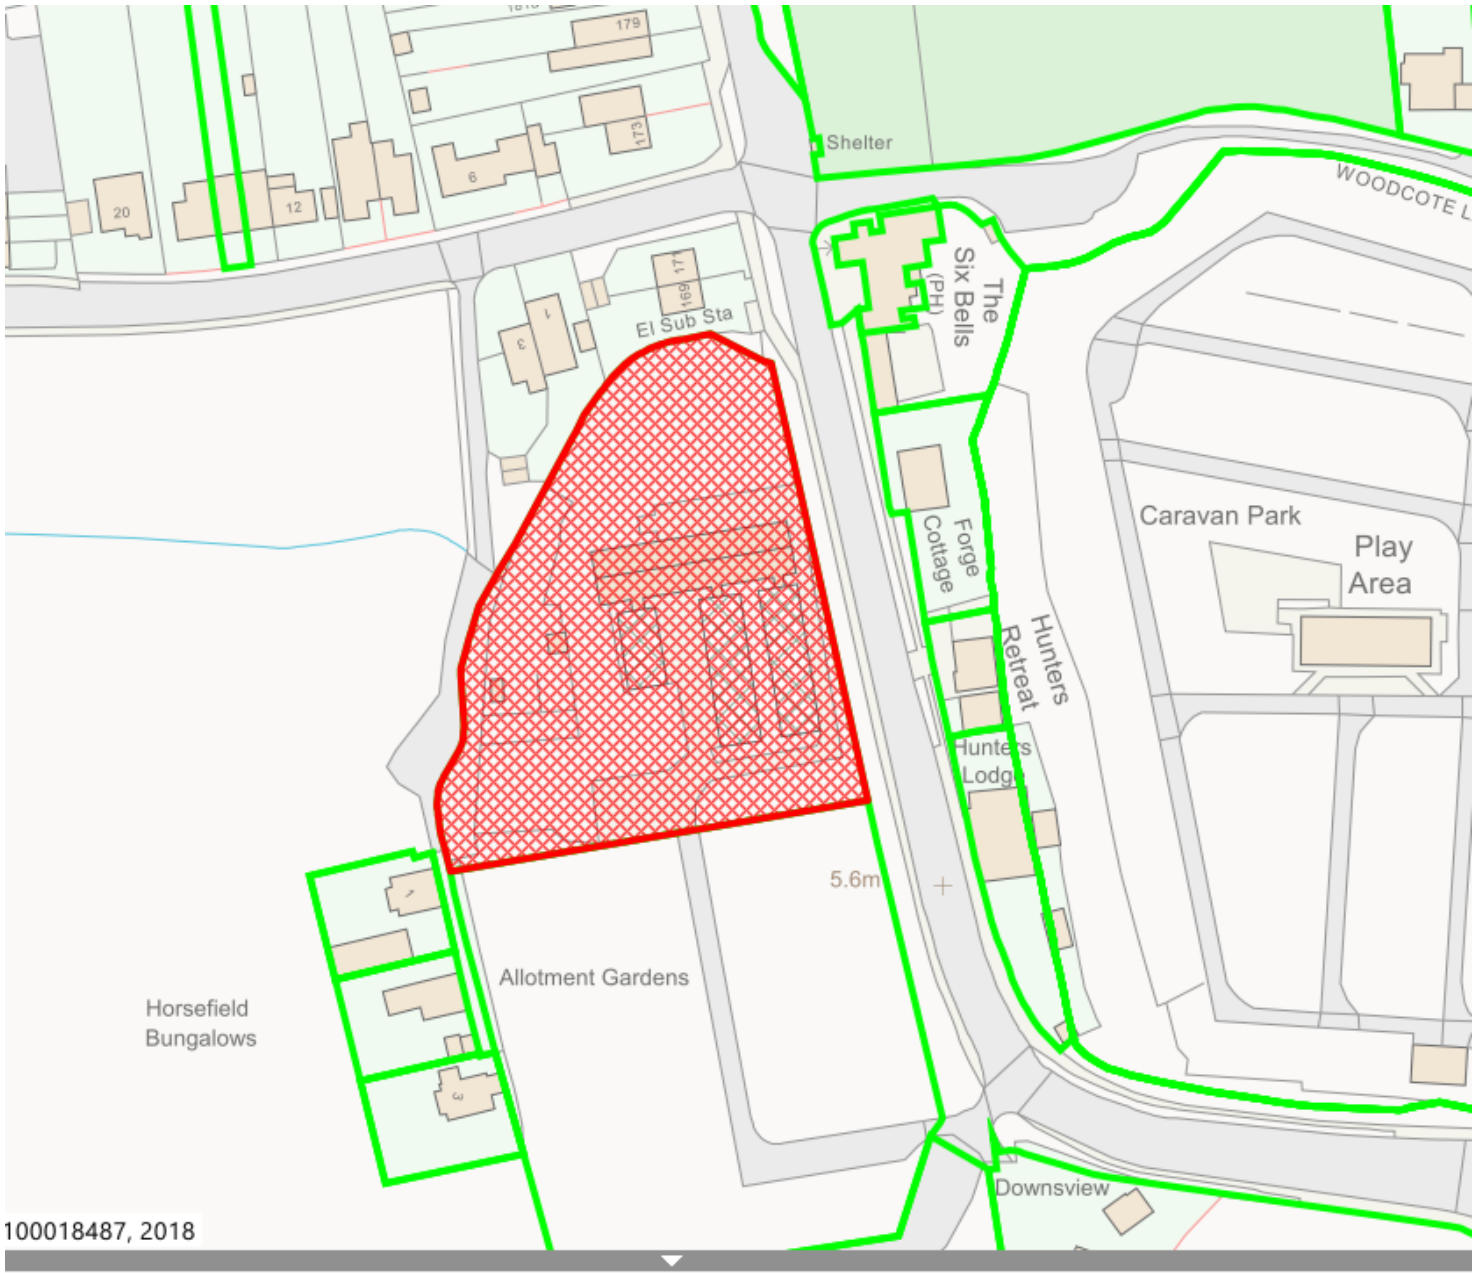 179
173
Shelter
WOODCOTE L
6
20
12
171
169
1
3
El Sub Sta
The
Six Bells
(PH)
Caravan Park
Play
Area
Forge
Cottage
Hunters
Retreat
Hunters
Lodge
5.6m
1
Allotment Gardens
Horsefield
Bungalows
3
Downsview
100018487, 2018